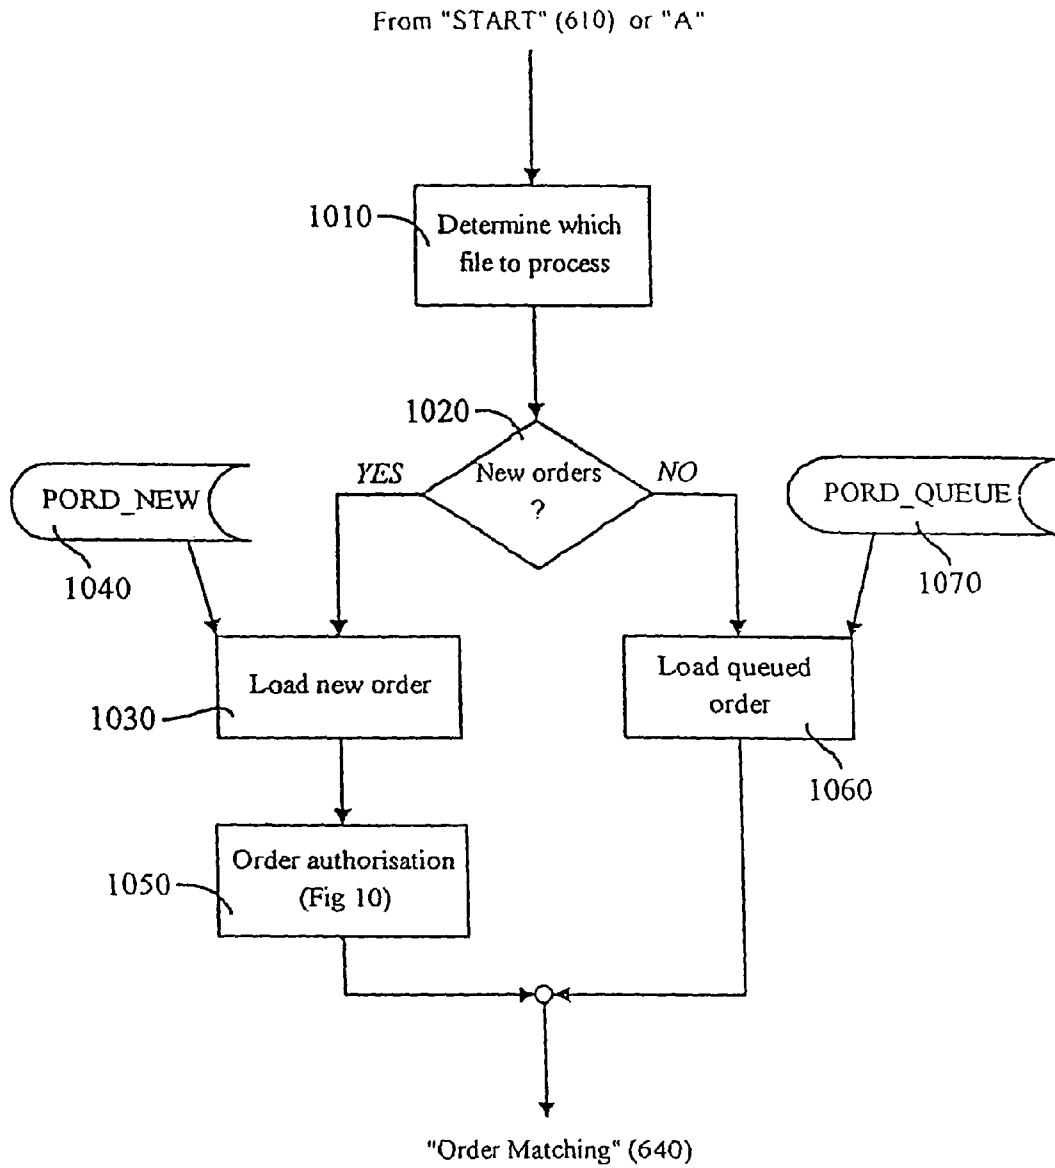 From "START" (610) or "A"
1010
Determine which
file to process
1020
YES
New orders
?
NO
PORD_NEW
PORD_QUEUE
1040
1070
Load new order
Load queued
order
1030
1060
Order authorisation
(Fig 10)
1050
"Order Matching" (640)